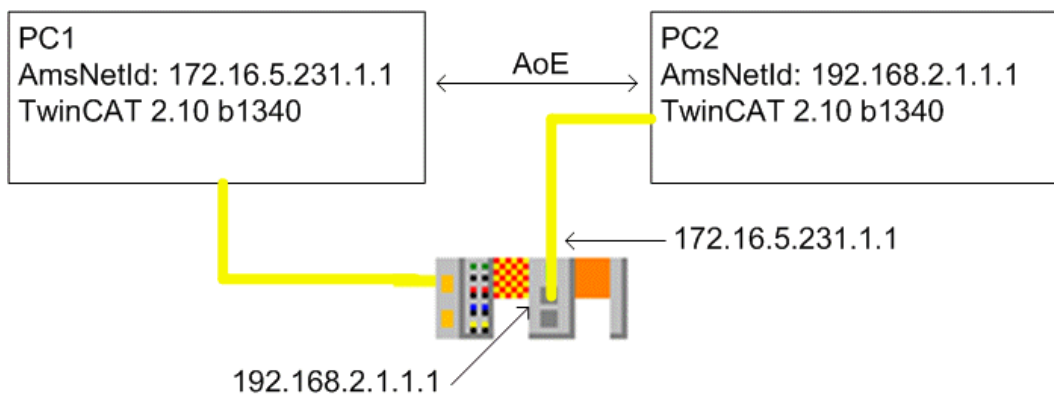 PC1
AmsNetId: 172.16.5.231.1.1
TwinCAT 2.10 b1340
AoE
PC2
AmsNetId: 192.168.2.1.1.1
TwinCAT 2.10 b1340
172.16.5.231.1.1
192.168.2.1.1.1